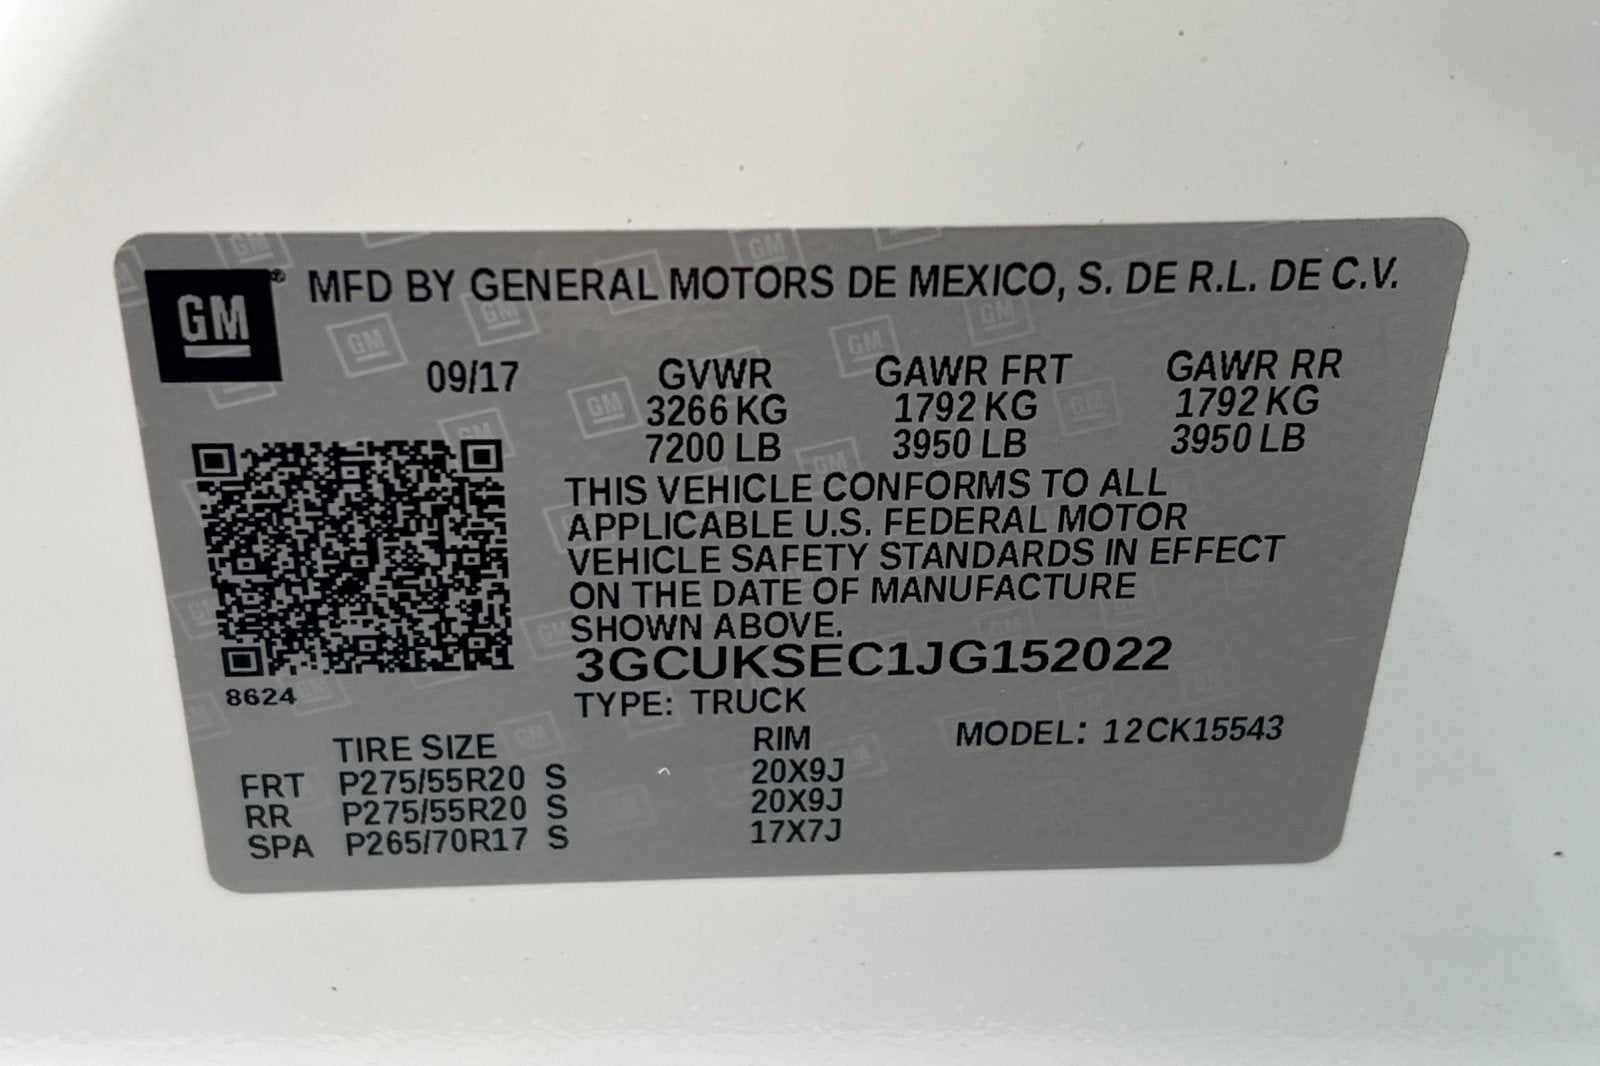 GM® MFD BY GENERAL MOTORS DE MEXICO, S. DE R.L. DE C.V.
09/17 GVWR GAWR FRT GAWR RR
3266 KG 1792 KG 1792 KG
7200 LB 3950 LB 3950 LB
THIS VEHICLE CONFORMS TO ALL
APPLICABLE U.S. FEDERAL MOTOR
VEHICLE SAFETY STANDARDS IN EFFECT
ON THE DATE OF MANUFACTURE
SHOWN ABOVE.
3GCUKSEC1JG152022
8624
TYPE: TRUCK
TIRE SIZE RIM MODEL: 12CK15543
FRT P275/55R20 S 20X9J
RR P275/55R20 S 20X9J
SPA P265/70R17 S 17X7J